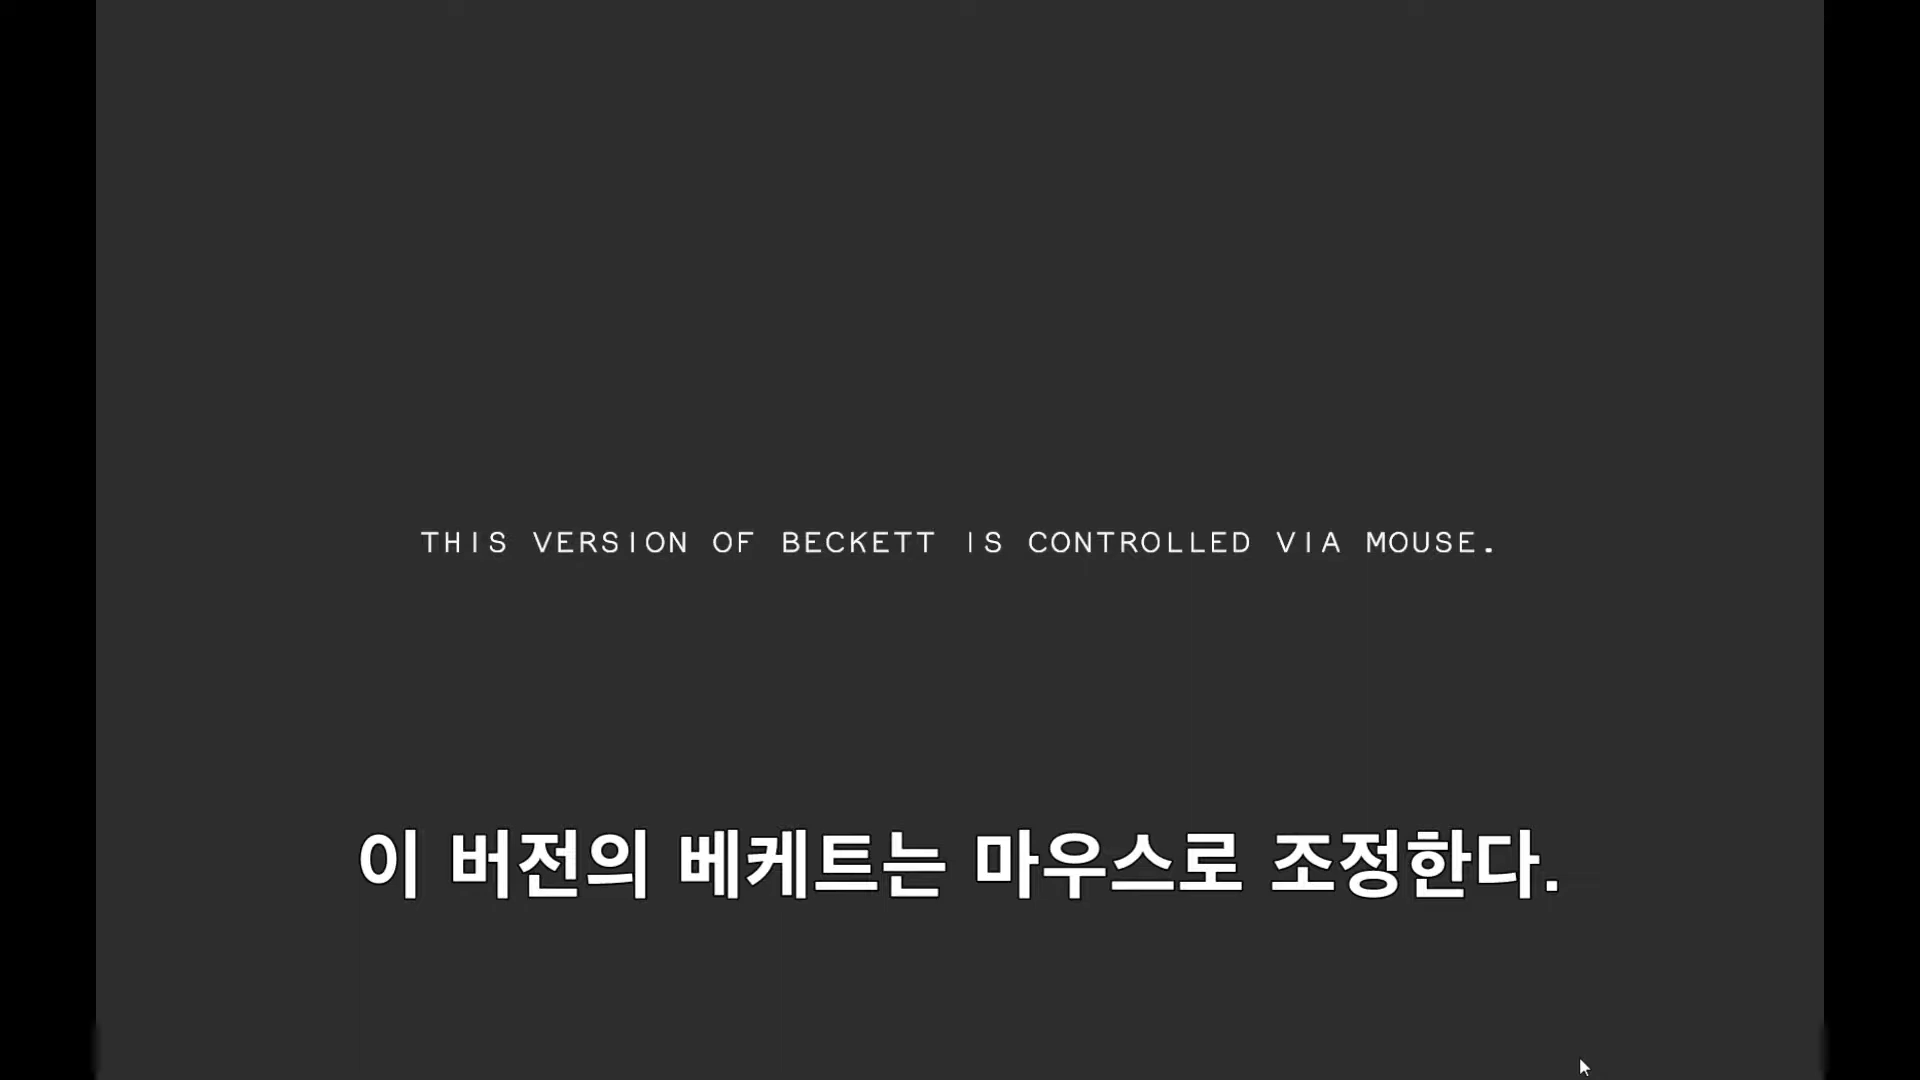 THIS VERSION OF BECKETT IS CONTROLLED VIA MOUSE.
이 버전의 베케트는 마우스로 조정한다.